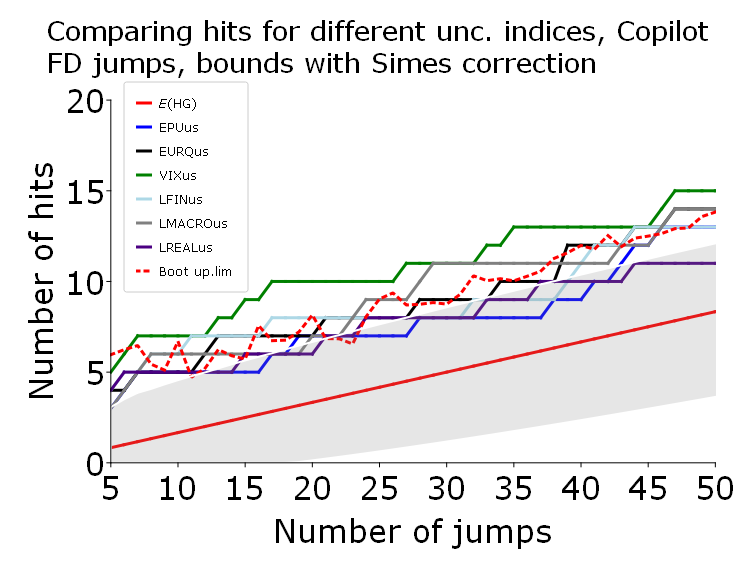 Comparing hits for different unc. indices, Copilot
FD jumps, bounds with Simes correction
E(HG)
EPUus
EURQus
VIXus
LFINus
LMACROus
LREALus
Boot up.lim
Number of hits
20
15
10
5
0
5 10 15 20 25 30 35 40 45 50
Number of jumps